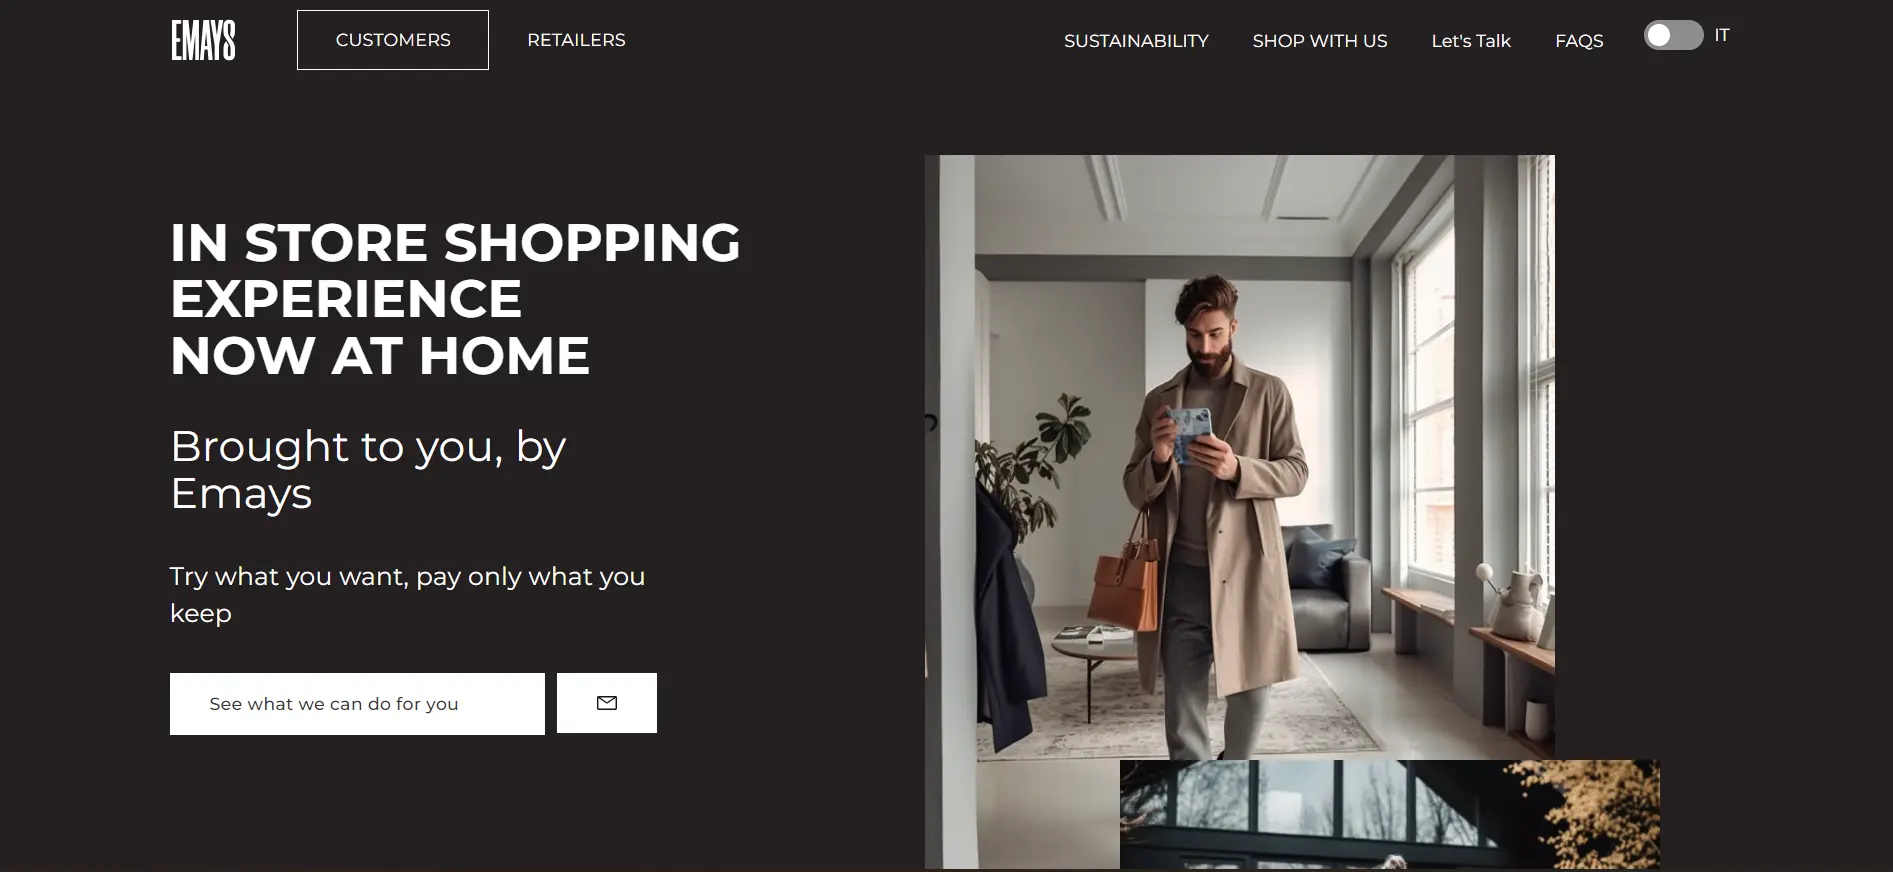 EMAYS
CUSTOMERS
RETAILERS
SUSTAINABILITY
SHOP WITH US
Let's Talk
FAQS
IT
IN STORE SHOPPING
EXPERIENCE
NOW AT HOME
Brought to you, by
Emays
Try what you want, pay only what you
keep
See what we can do for you